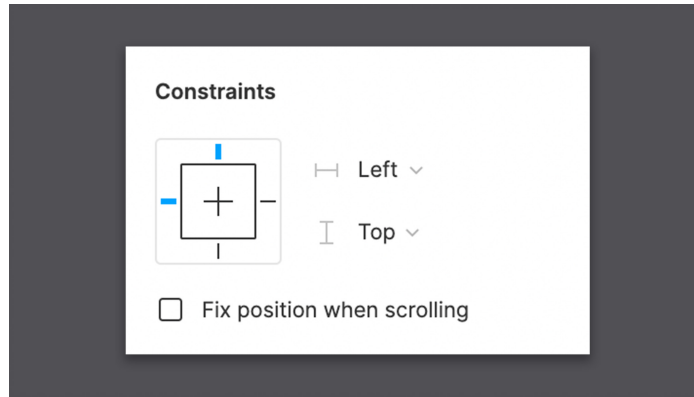 Constraints
Left
Top
Fix position when scrolling